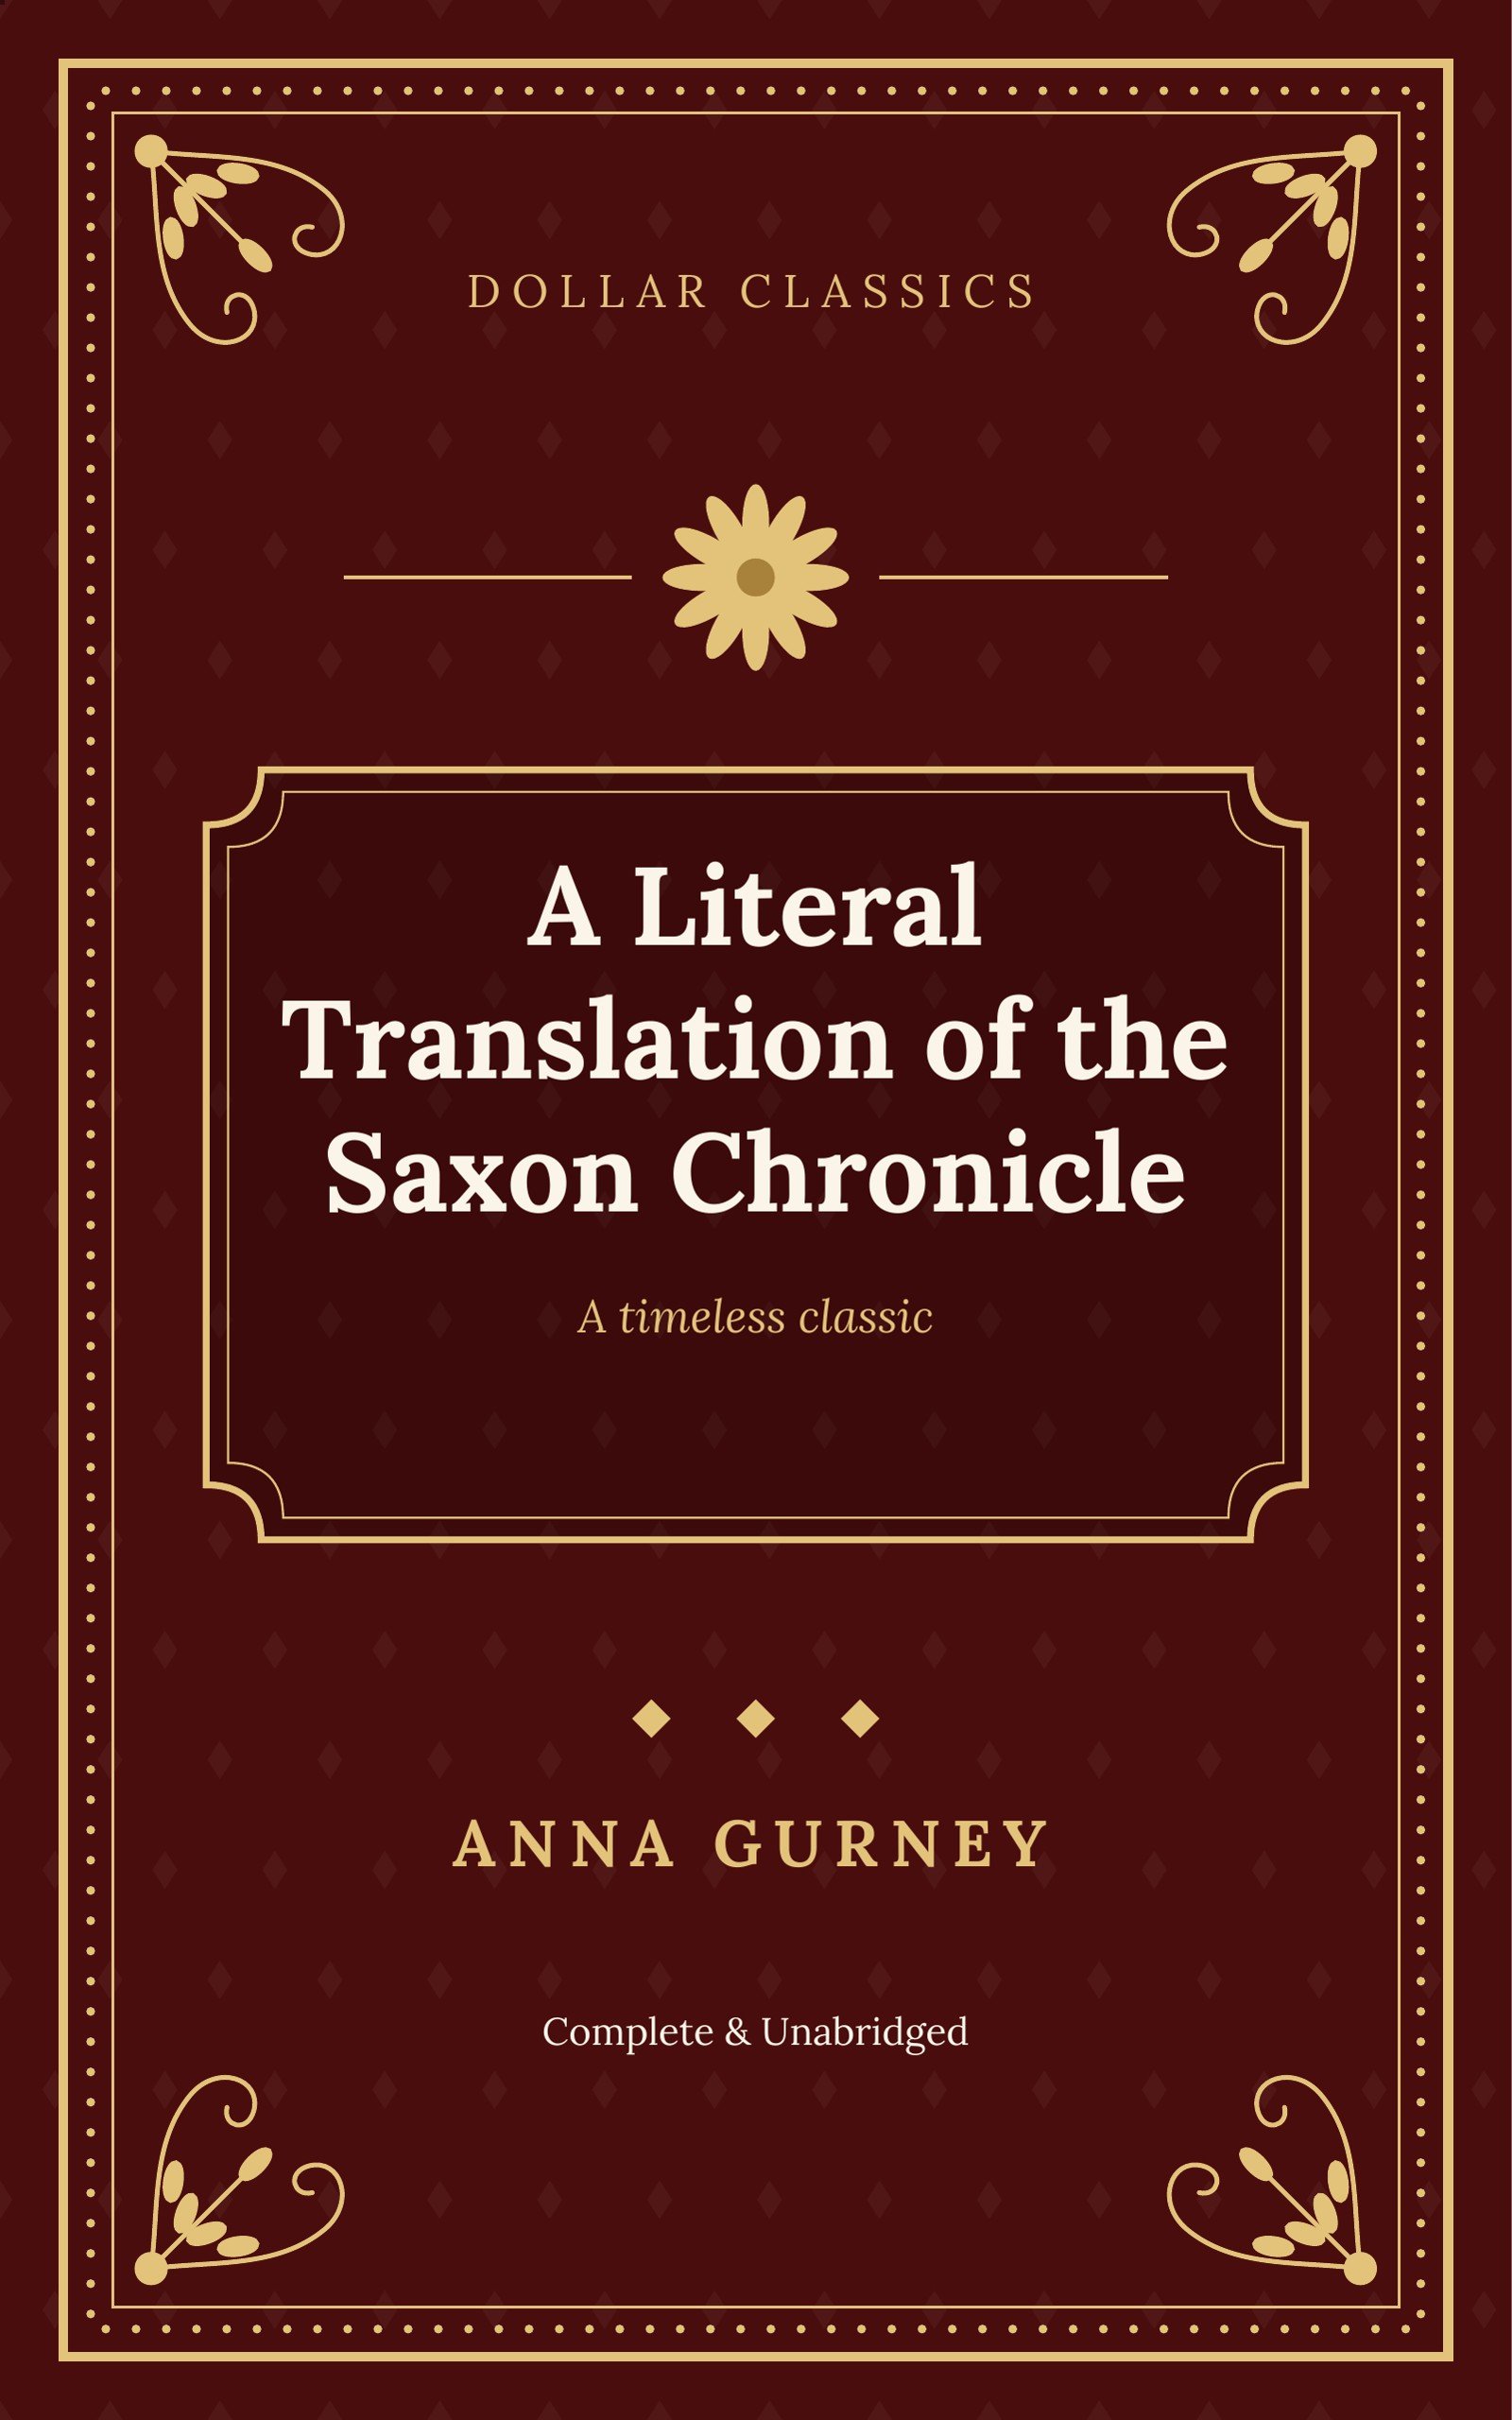 DOLLAR CLASSICS
A Literal
Translation of the
Saxon Chronicle
A timeless classic
ANNA GURNEY
Complete & Unabridged